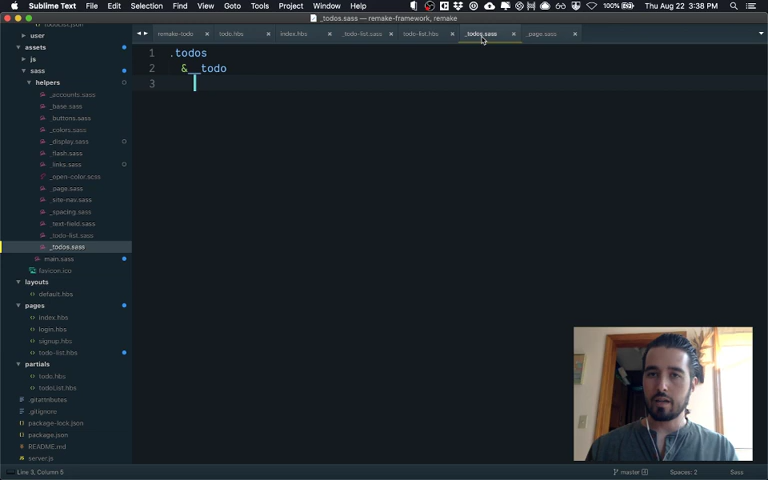 Sublime Text File Edit Selection Find View Goto Tools Project Window Help 100% Thu Aug 22 3:38 PM
_todos.sass — remake-framework, remake
remake-todo todo.hbs index.hbs _todo-list.sass todo-list.hbs _todos.sass _page.sass
user
assets
js
sass
helpers
_accounts.sass
_base.sass
_buttons.sass
_colors.sass
_display.sass
_flash.sass
_links.sass
_open-color.scss
_page.sass
_site-nav.sass
_spacing.sass
_text-field.sass
_todo-list.sass
_todos.sass
main.sass
favicon.ico
layouts
default.hbs
pages
index.hbs
login.hbs
signup.hbs
todo-list.hbs
partials
todo.hbs
todoList.hbs
.gitattributes
.gitignore
package-lock.json
package.json
README.md
server.js
1 .todos
2 &__todo
3
Line 3, Column 5 master Spaces: 2 Sass